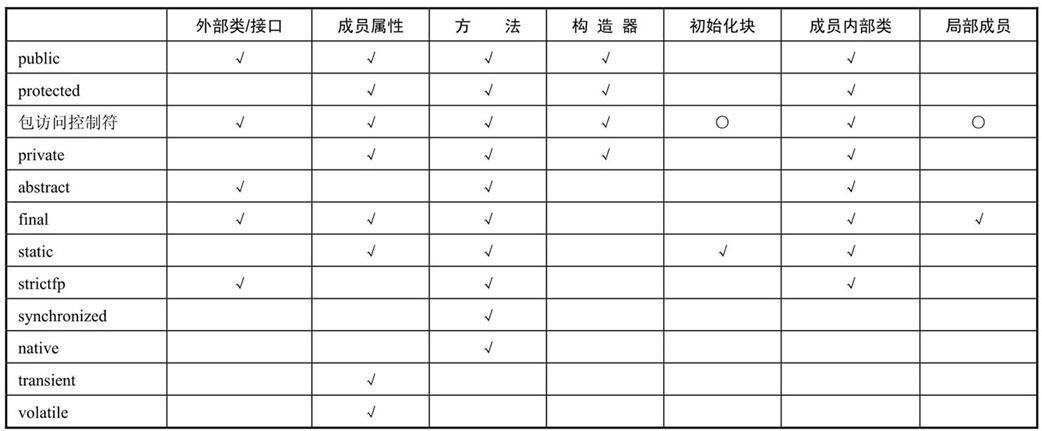 外部类/接口 成员属性 方 法 构 造 器 初始化块 成员内部类 局部成员
public √ √ √ √ √
protected √ √ √ √
包访问控制符 √ √ √ √ ○ √ ○
private √ √ √ √
abstract √ √ √
final √ √ √ √ √
static √ √ √ √
strictfp √ √ √
synchronized √
native √
transient √
volatile √